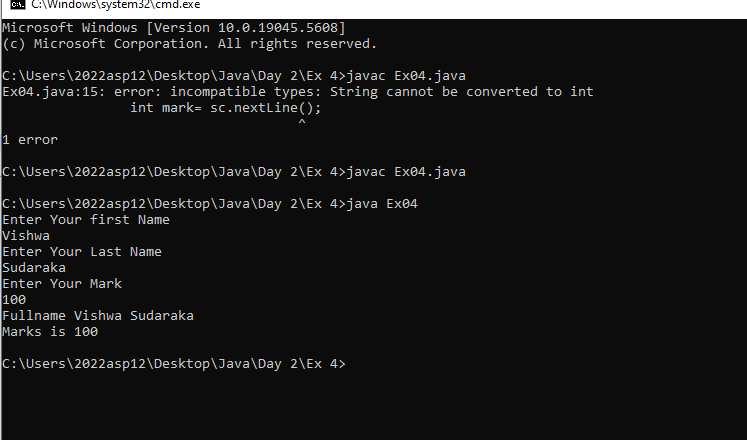 C:\Windows\system32\cmd.exe
Microsoft Windows [Version 10.0.19045.5608]
(c) Microsoft Corporation. All rights reserved.
C:\Users\2022asp12\Desktop\Java\Day 2\Ex 4>javac Ex04.java
Ex04.java:15: error: incompatible types: String cannot be converted to int
int mark= sc.nextLine();
^
1 error
C:\Users\2022asp12\Desktop\Java\Day 2\Ex 4>javac Ex04.java
C:\Users\2022asp12\Desktop\Java\Day 2\Ex 4>java Ex04
Enter Your first Name
Vishwa
Enter Your Last Name
Sudaraka
Enter Your Mark
100
Fullname Vishwa Sudaraka
Marks is 100
C:\Users\2022asp12\Desktop\Java\Day 2\Ex 4>